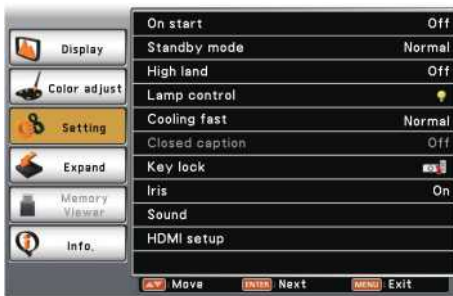 Display
Color adjust
Setting
Expand
Memory
Viewer
Info.
On start Off
Standby mode Normal
High land Off
Lamp control
Cooling fast Normal
Closed caption Off
Key lock
Iris On
Sound
HDMI setup
Move ENTER Next MENU Exit